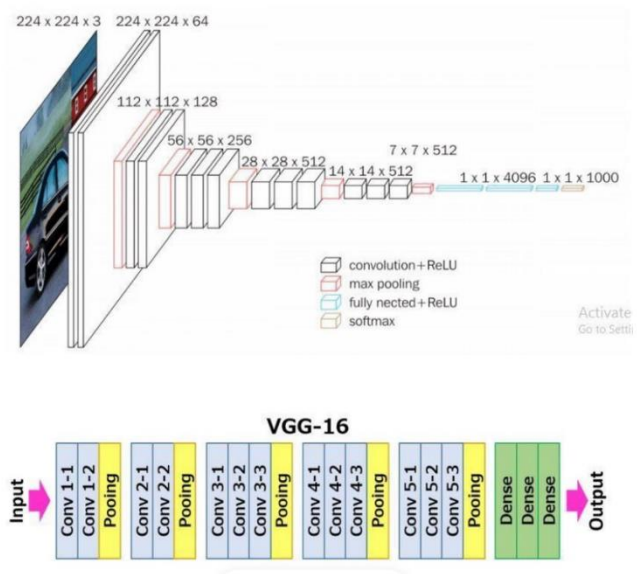 224 x 224 x 3
224 x 224 x 64
112 x 112 x 128
56 x 56 x 256
28 x 28 x 512
14 x 14 x 512
7 x 7 x 512
1 x 1 x 4096
1 x 1 x 1000
convolution+ReLU
max pooling
fully nected+ReLU
softmax
Activate
Go to Setti
VGG-16
Input
Conv 1-1
Conv 1-2
Pooing
Conv 2-1
Conv 2-2
Pooing
Conv 3-1
Conv 3-2
Conv 3-3
Pooing
Conv 4-1
Conv 4-2
Conv 4-3
Pooing
Conv 5-1
Conv 5-2
Conv 5-3
Pooing
Dense
Dense
Dense
Output